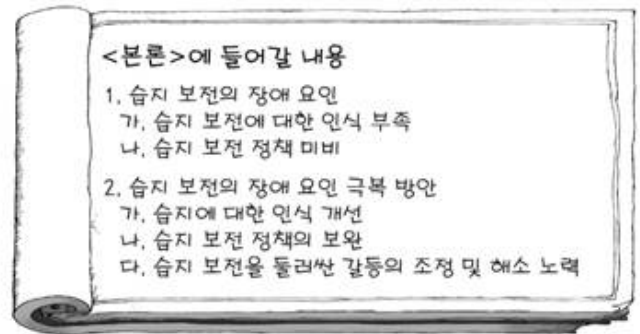 <본론>에 들어갈 내용
1. 습지 보전의 장애 요인
가. 습지 보전에 대한 인식 부족
나. 습지 보전 정책 미비
2. 습지 보전의 장애 요인 극복 방안
가. 습지에 대한 인식 개선
나. 습지 보전 정책의 보완
다. 습지 보전을 둘러싼 갈등의 조정 및 해소 노력